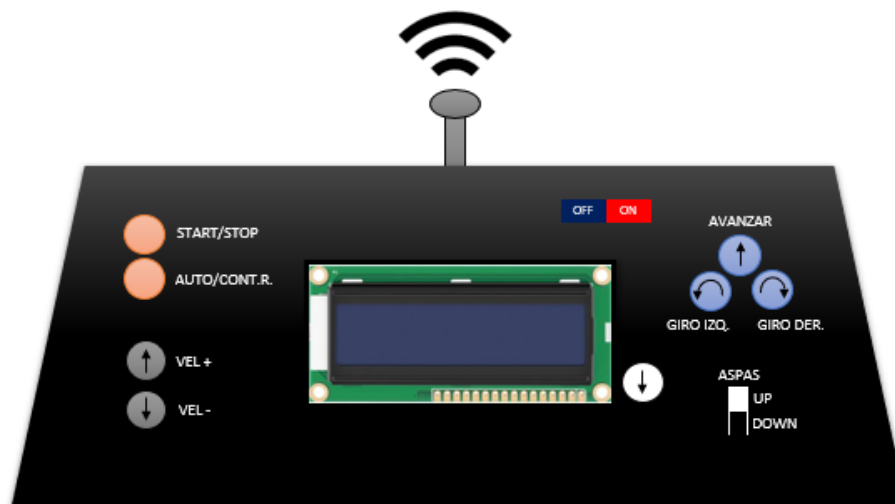 START/STOP
AUTO/CONT.R.
VEL +
VEL -
OFF ON
AVANZAR
GIRO IZQ. GIRO DER.
ASPAS
UP
DOWN